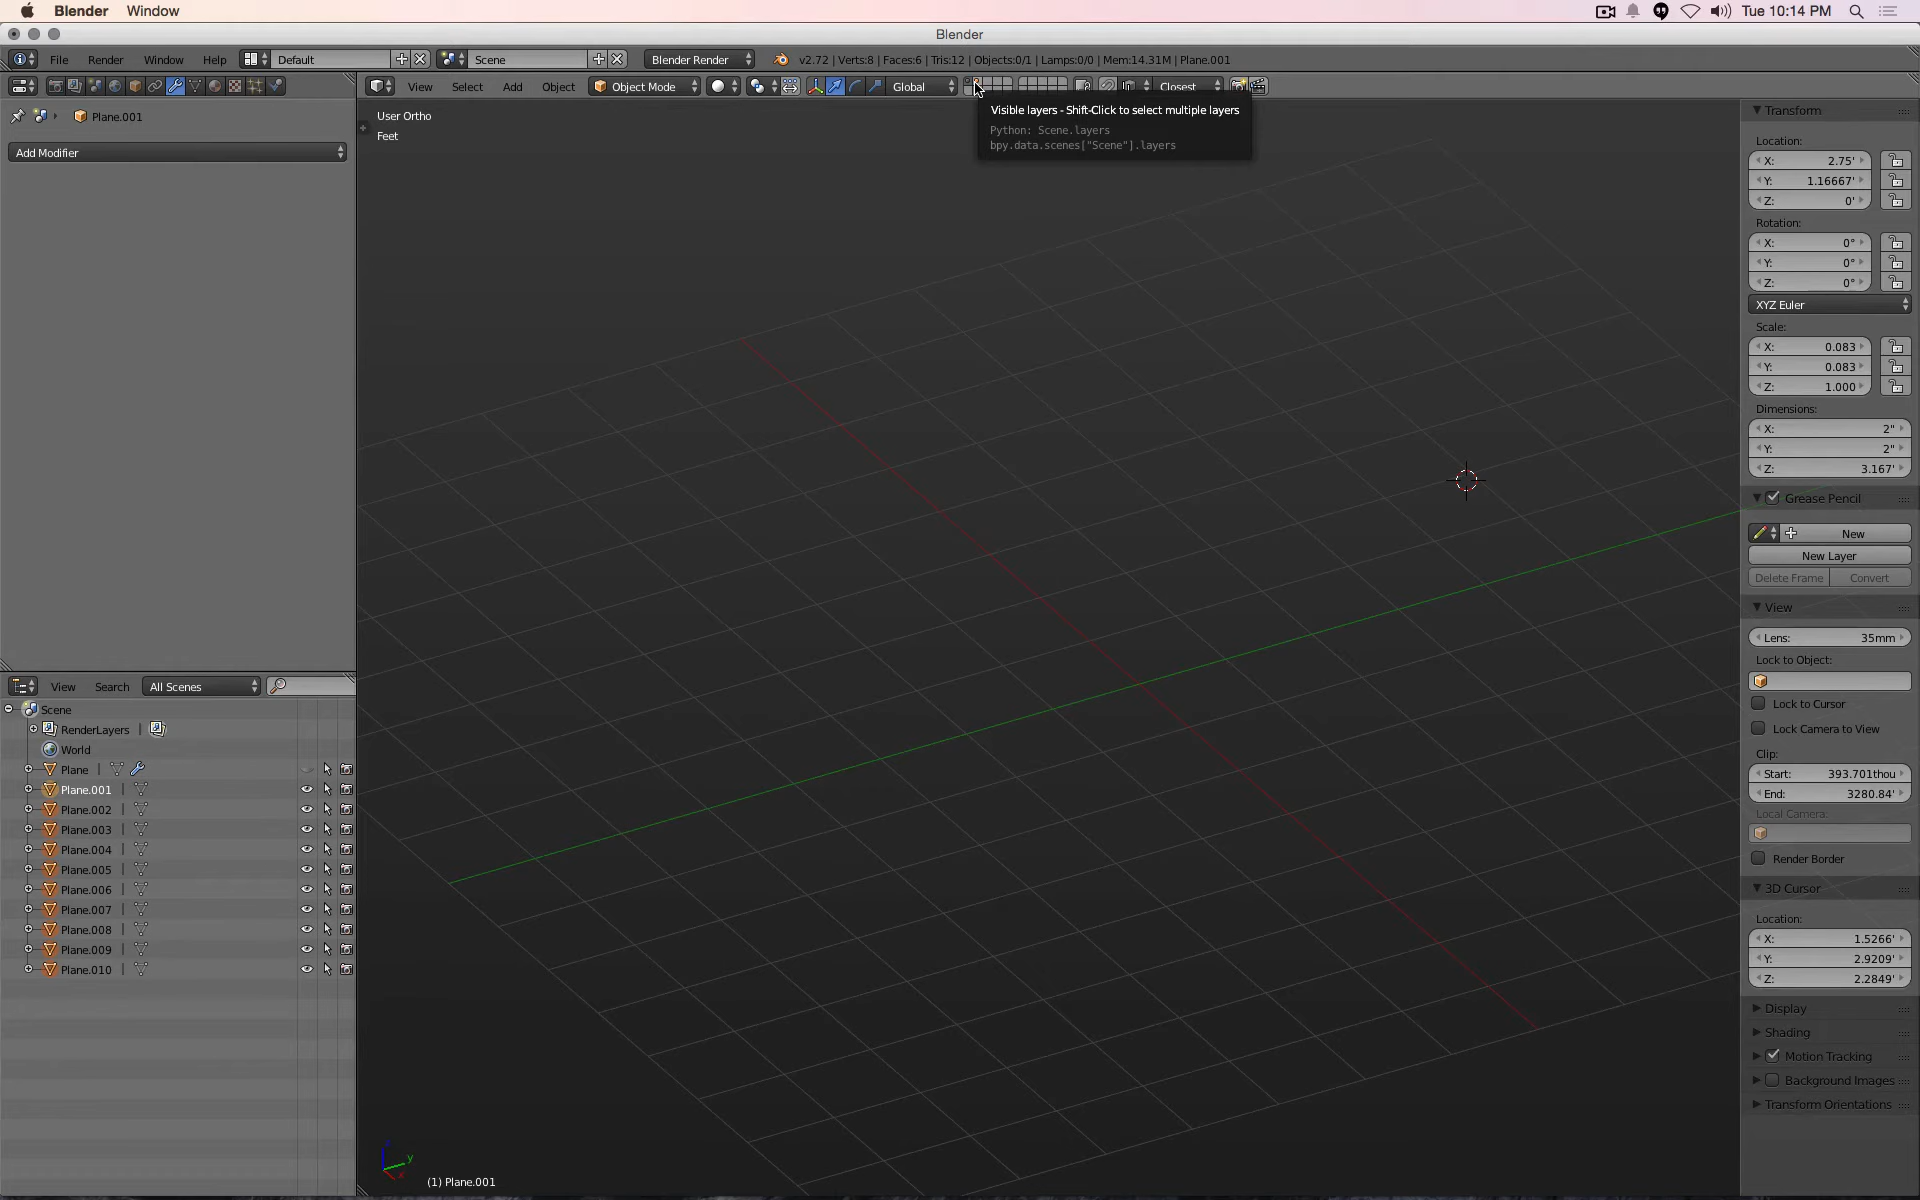 Blender Window Tue 10:14 PM
Blender
File Render Window Help Default Scene Blender Render v2.72 | Verts:8 | Faces:6 | Tris:12 | Objects:0/1 | Lamps:0/0 | Mem:14.31M | Plane.001
View Select Add Object Object Mode Global Closest
Plane.001
Add Modifier
User Ortho
Feet
Visible layers - Shift-Click to select multiple layers
Python: Scene.layers
bpy.data.scenes["Scene"].layers
Transform
Location:
X: 2.75'
Y: 1.16667'
Z: 0'
Rotation:
X: 0°
Y: 0°
Z: 0°
XYZ Euler
Scale:
X: 0.083
Y: 0.083
Z: 1.000
Dimensions:
X: 2"
Y: 2"
Z: 3.167'
Grease Pencil
New
New Layer
Delete Frame Convert
View
Lens: 35mm
Lock to Object:
Lock to Cursor
Lock Camera to View
Clip:
Start: 393.701thou
End: 3280.84'
Local Camera:
Render Border
3D Cursor
Location:
X: 1.5266'
Y: 2.9209'
Z: 2.2849'
Display
Shading
Motion Tracking
Background Images
Transform Orientations
View Search All Scenes
Scene
RenderLayers |
World
Plane |
Plane.001 |
Plane.002 |
Plane.003 |
Plane.004 |
Plane.005 |
Plane.006 |
Plane.007 |
Plane.008 |
Plane.009 |
Plane.010 |
z
y
x
(1) Plane.001